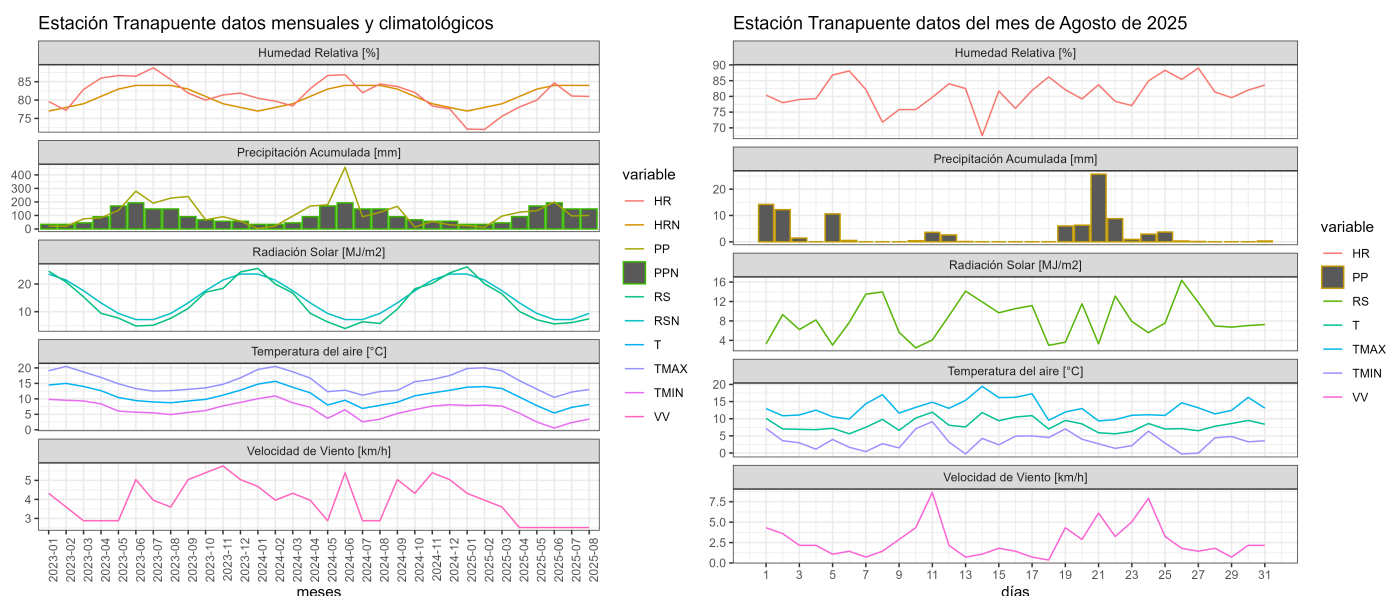 Estación Tranapuente datos mensuales y climatológicos
Humedad Relativa [%]
85
80
75
Precipitación Acumulada [mm]
400
300
200
100
0
Radiación Solar [MJ/m2]
20
10
Temperatura del aire [°C]
20
15
10
5
0
Velocidad de Viento [km/h]
5
4
3
2023-01
2023-02
2023-03
2023-04
2023-05
2023-06
2023-07
2023-08
2023-09
2023-10
2023-11
2023-12
2024-01
2024-02
2024-03
2024-04
2024-05
2024-06
2024-07
2024-08
2024-09
2024-10
2024-11
2024-12
2025-01
2025-02
2025-03
2025-04
2025-05
2025-06
2025-07
2025-08
meses
variable
HR
HRN
PP
PPN
RS
RSN
T
TMAX
TMIN
VV
Estación Tranapuente datos del mes de Agosto de 2025
Humedad Relativa [%]
90
85
80
75
70
Precipitación Acumulada [mm]
20
10
0
Radiación Solar [MJ/m2]
16
12
8
4
Temperatura del aire [°C]
20
15
10
5
0
Velocidad de Viento [km/h]
7.5
5.0
2.5
0.0
1 3 5 7 9 11 13 15 17 19 21 23 25 27 29 31
días
variable
HR
PP
RS
T
TMAX
TMIN
VV